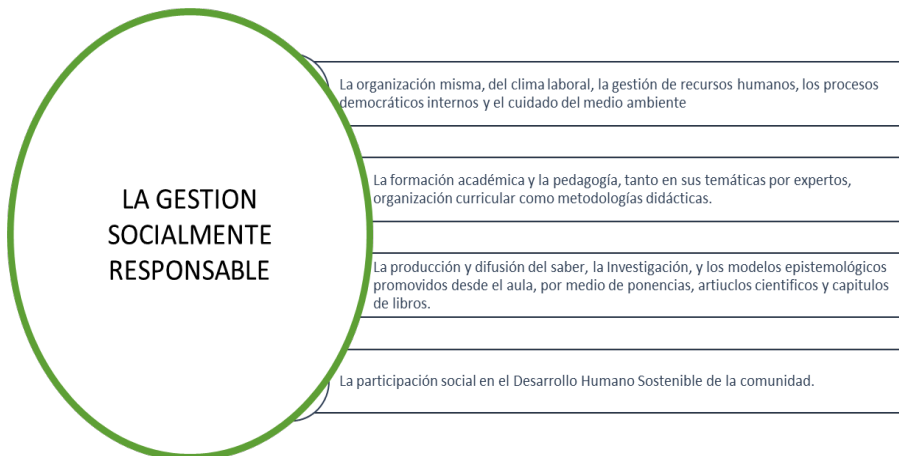 LA GESTION
SOCIALMENTE
RESPONSABLE
La organización misma, del clima laboral, la gestión de recursos humanos, los procesos
democráticos internos y el cuidado del medio ambiente
La formación académica y la pedagogía, tanto en sus temáticas por expertos,
organización curricular como metodologías didácticas.
La producción y difusión del saber, la Investigación, y los modelos epistemológicos
promovidos desde el aula, por medio de ponencias, artiuclos cientificos y capitulos
de libros.
La participación social en el Desarrollo Humano Sostenible de la comunidad.